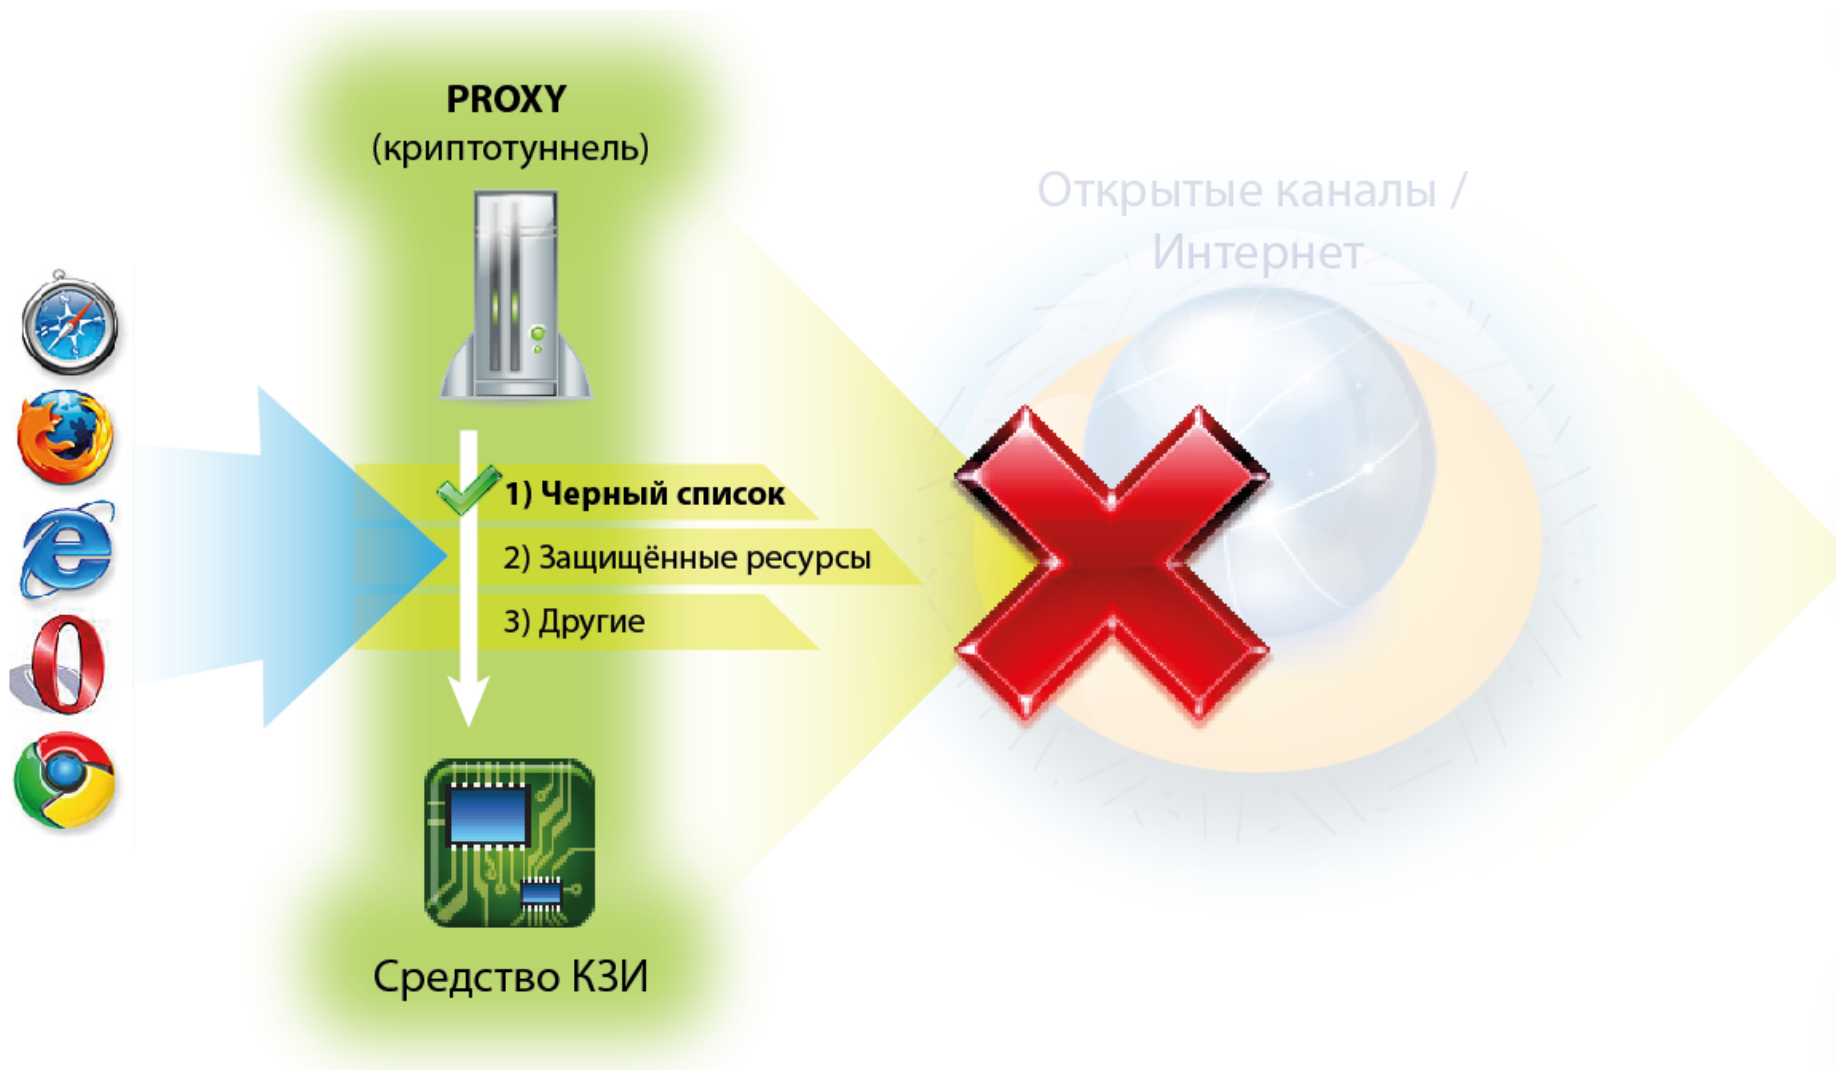 PROXY
(криптотуннель)
Открытые каналы /
Интернет
1) Черный список
2) Защищённые ресурсы
3) Другие
Средство КЗИ